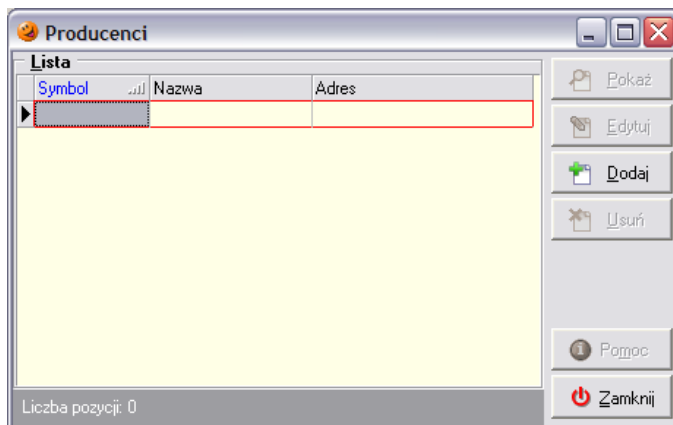 Producenci
Lista
Symbol Nazwa Adres
Pokaż
Edytuj
Dodaj
Usuń
Pomoc
Zamknij
Liczba pozycji: 0